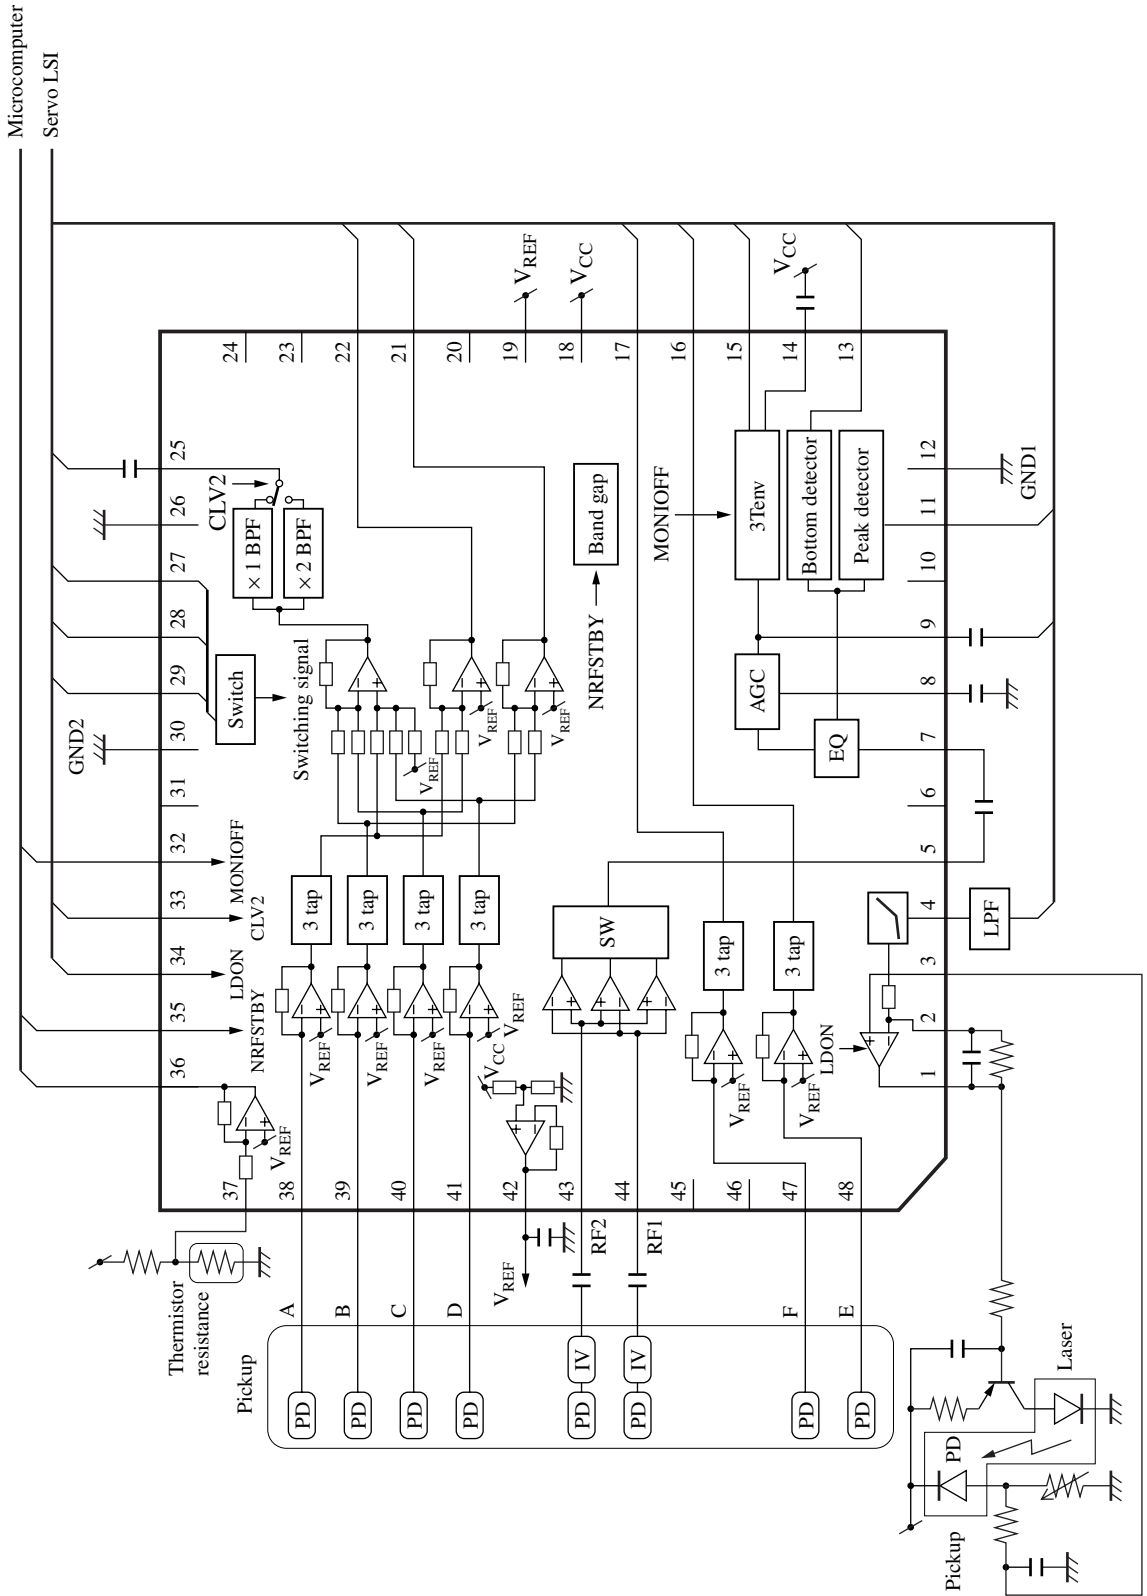 Microcomputer
Servo LSI
24
23
22
21
20
19
18
17
16
15
14
13
VREF
VCC
VCC
25
26
27
28
29
30
31
32
33
34
35
36
GND2
CLV2
× 1 BPF
× 2 BPF
Switch
Switching signal
MONIOFF
CLV2
LDON
NRFSTBY
VREF
VREF
VREF
NRFSTBY
Band gap
MONIOFF
3Tenv
Bottom detector
Peak detector
AGC
EQ
12
11
10
9
8
7
6
5
4
3
2
1
GND1
LPF
3 tap
3 tap
3 tap
3 tap
SW
3 tap
3 tap
VREF
VREF
VREF
VREF
VREF
VCC
LDON
VREF
VREF
37
38
39
40
41
42
43
44
45
46
47
48
Thermistor
resistance
A
B
C
D
VREF
RF2
RF1
F
E
Pickup
PD
PD
PD
PD
PD
IV
PD
IV
PD
PD
Laser
PD
Pickup